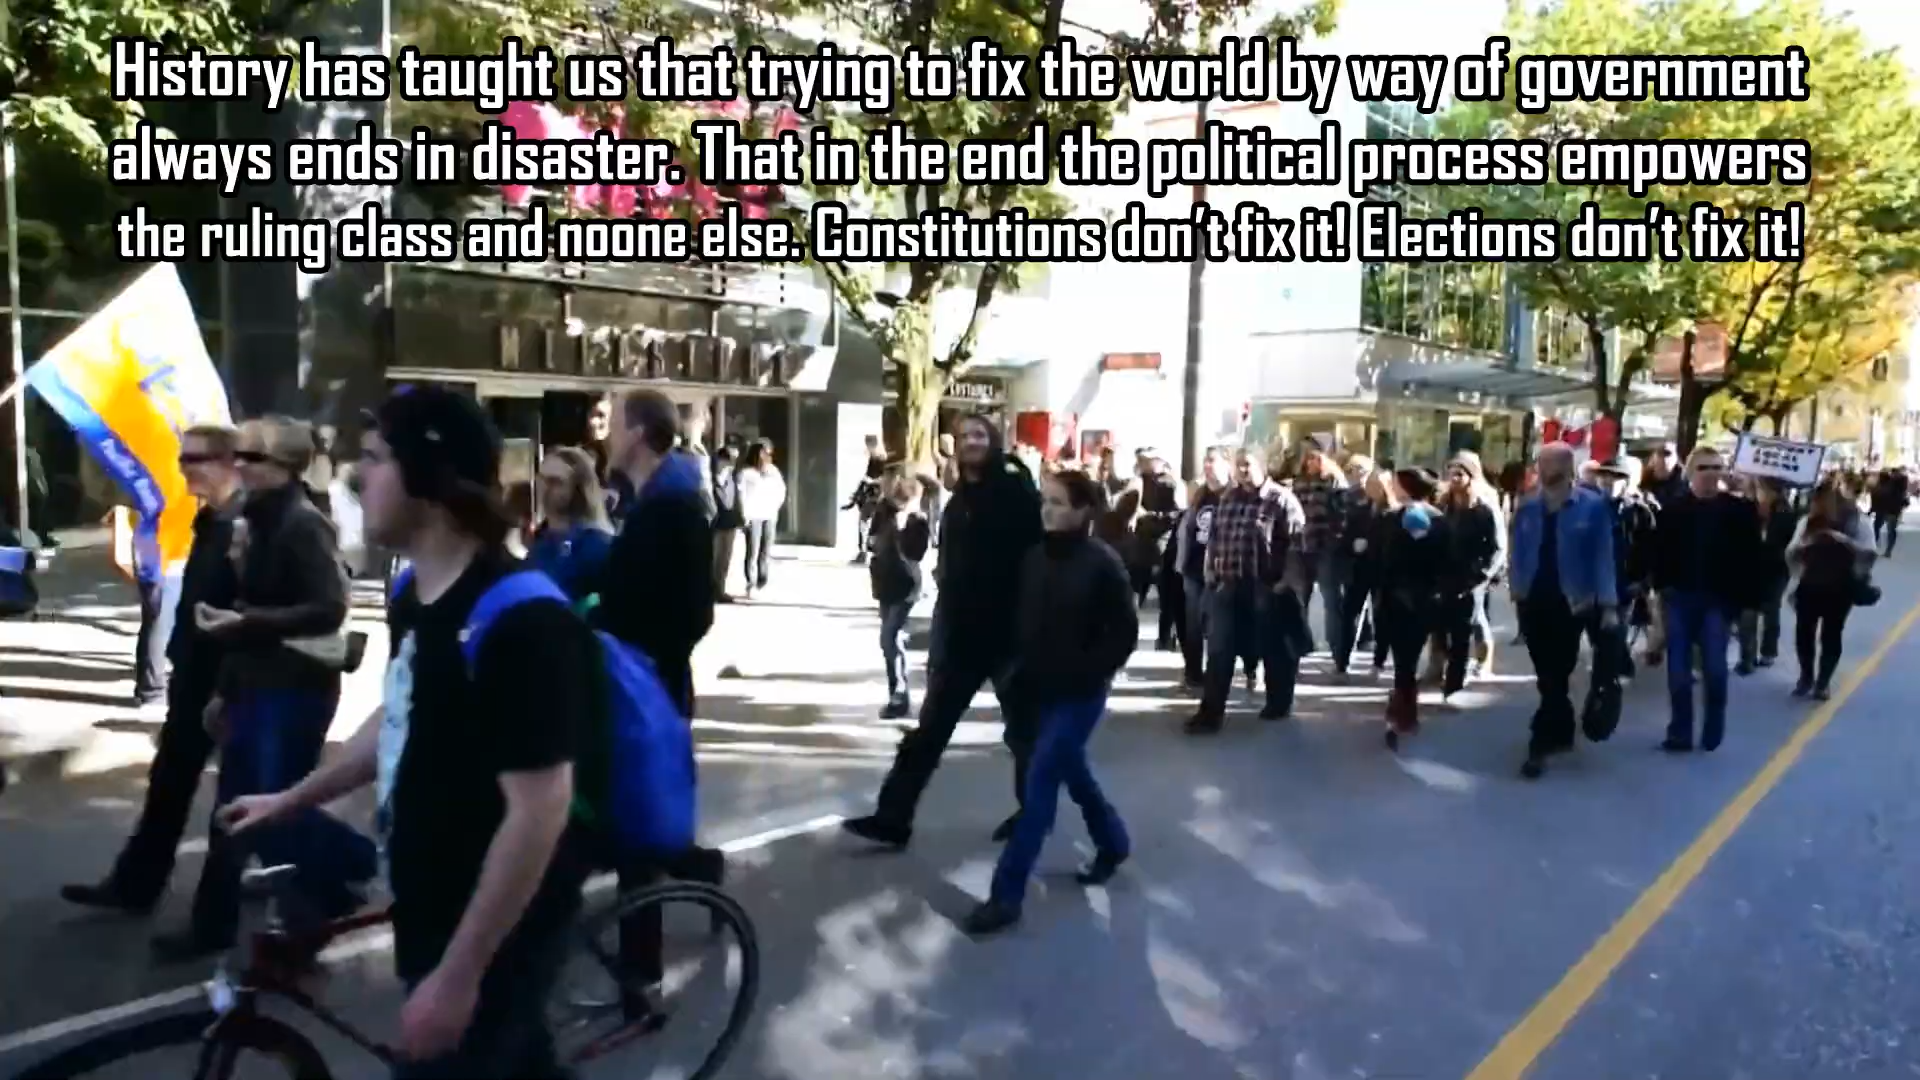 History has taught us that trying to fix the world by way of government
always ends in disaster. That in the end the political process empowers
the ruling class and noone else. Constitutions don't fix it! Elections don't fix it!